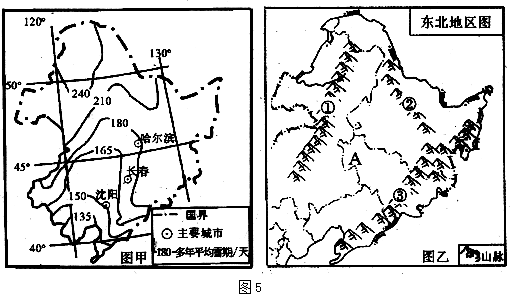 120°
130°
50°
240
210
180
哈尔滨
45°
165
长春
150
沈阳
135
国界
主要城市
40°
图甲
-180-多年平均霜期/天
东北地区图
①
②
A
③
图乙
山脉
图5